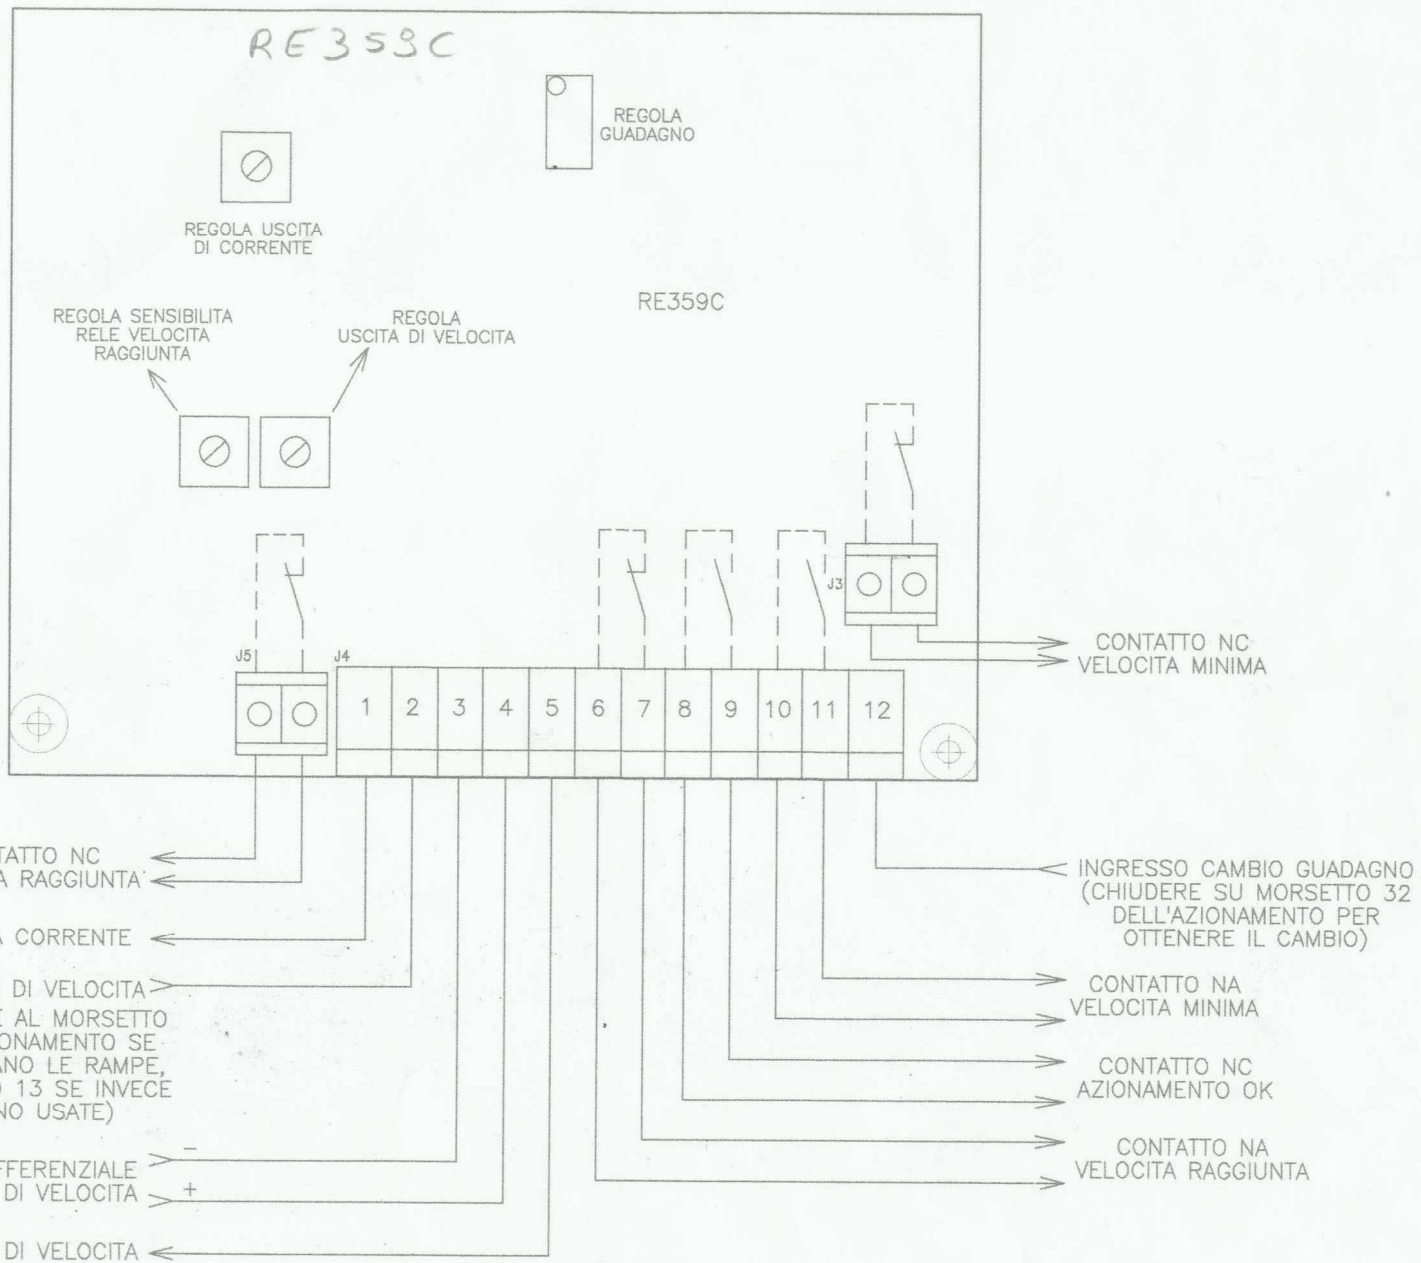 RE359C
REGOLA
GUADAGNO
REGOLA USCITA
DI CORRENTE
RE359C
REGOLA SENSIBILITA
RELE VELOCITA
RAGGIUNTA
REGOLA
USCITA DI VELOCITA
J3
CONTATTO NC
VELOCITA MINIMA
J5
J4
1 2 3 4 5 6 7 8 9 10 11 12
TATTO NC
A RAGGIUNTA
A CORRENTE
I DI VELOCITA
E AL MORSETTO
IONAMENTO SE
ANO LE RAMPE,
O 13 SE INVECE
NO USATE)
–
FFERENZIALE
DI VELOCITA +
DI VELOCITA
INGRESSO CAMBIO GUADAGNO
(CHIUDERE SU MORSETTO 32
DELL'AZIONAMENTO PER
OTTENERE IL CAMBIO)
CONTATTO NA
VELOCITA MINIMA
CONTATTO NC
AZIONAMENTO OK
CONTATTO NA
VELOCITA RAGGIUNTA